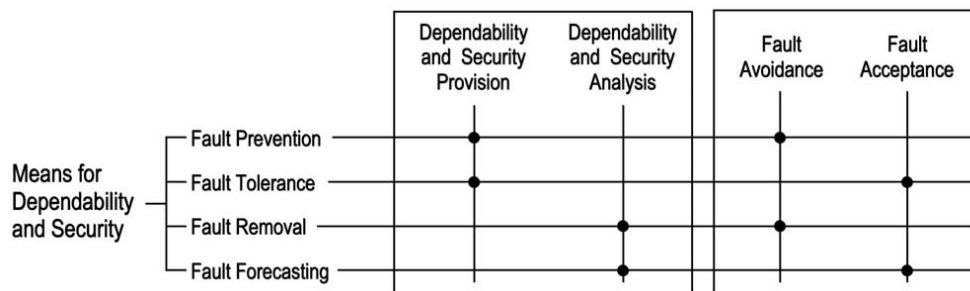 Dependability
and Security
Provision
Dependability
and Security
Analysis
Fault
Avoidance
Fault
Acceptance
Means for
Dependability
and Security
Fault Prevention
Fault Tolerance
Fault Removal
Fault Forecasting